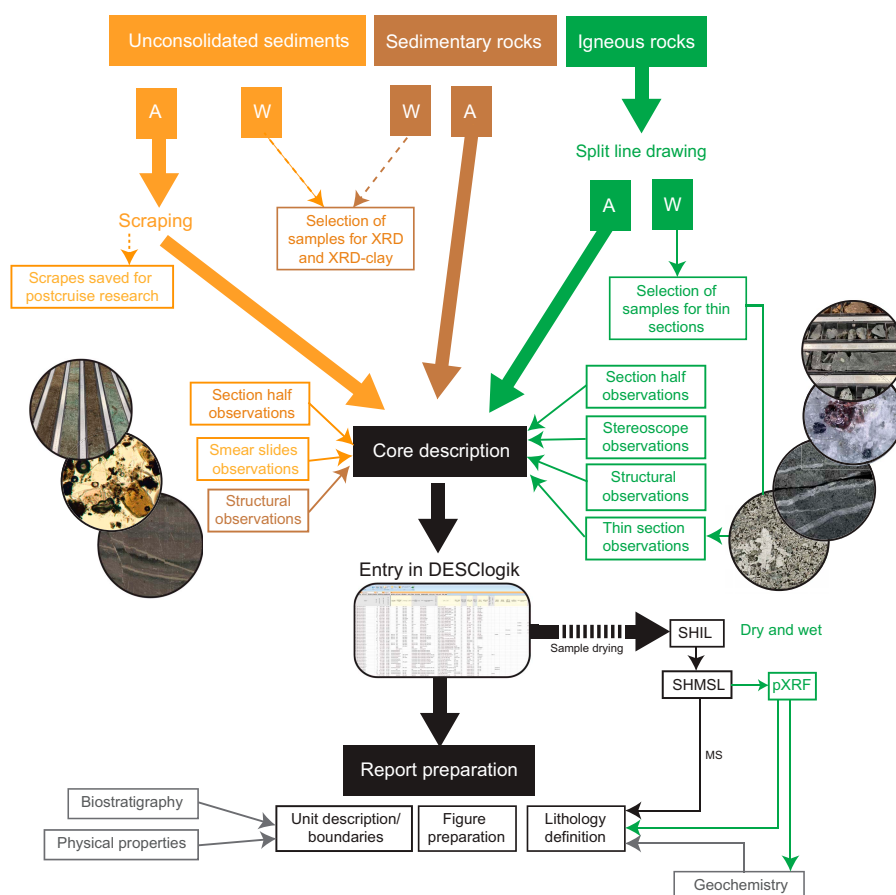 Unconsolidated sediments
Sedimentary rocks
Igneous rocks
A
W
W
A
Split line drawing
A
W
Scraping
Selection of
samples for XRD
and XRD-clay
Scrapes saved for
postcruise research
Selection of
samples for thin
sections
Section half
observations
Smear slides
observations
Structural
observations
Core description
Section half
observations
Stereoscope
observations
Structural
observations
Thin section
observations
Entry in DESClogik
Sample drying
SHIL
Dry and wet
SHMSL
pXRF
MS
Report preparation
Biostratigraphy
Physical properties
Unit description/
boundaries
Figure
preparation
Lithology
definition
Geochemistry